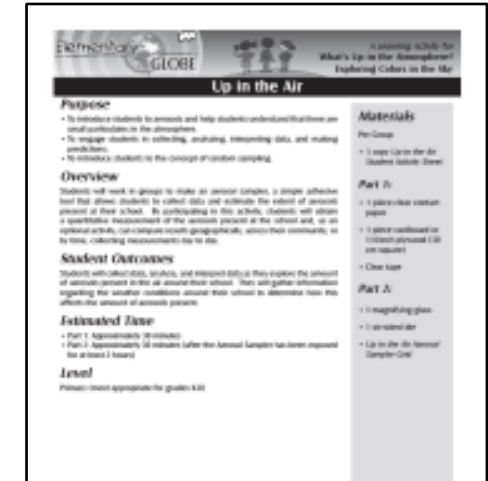 Elementary
GLOBE
A Learning Activity for
What's Up in the Atmosphere?
Exploring Colors in the Sky
Up in the Air
Purpose
• To introduce students to aerosols and help students understand that there are
small particulates in the atmosphere.
• To engage students in collecting, analyzing, interpreting data, and making
predictions.
• To introduce students to the concept of random sampling.
Overview
Students will work in groups to make an aerosol sampler, a simple adhesive
tool that allows students to collect data and estimate the extent of aerosols
present at their school. By participating in this activity, students will obtain
a quantitative measurement of the aerosols present at the school and, as an
optional activity, can compare results geographically, across their community, or
by time, collecting measurements day to day.
Student Outcomes
Students will collect data, analyze, and interpret data as they explore the amount
of aerosols present in the air around their school. They will gather information
regarding the weather conditions around their school to determine how this
affects the amount of aerosols present.
Estimated Time
• Part 1: Approximately 30 minutes
• Part 2: Approximately 30 minutes (after the Aerosol Sampler has been exposed
for at least 2 hours)
Level
Primary (most appropriate for grades K-4)
Materials
Per Group
• 1 copy Up in the Air
Student Activity Sheet
Part 1:
• 1 piece clear contact
paper
• 1 piece cardboard or
plywood (30
cm square)
• Clear tape
Part 2:
• 1 magnifying glass
• 1 six-sided die
• Up in the Air Aerosol
Sampler Grid